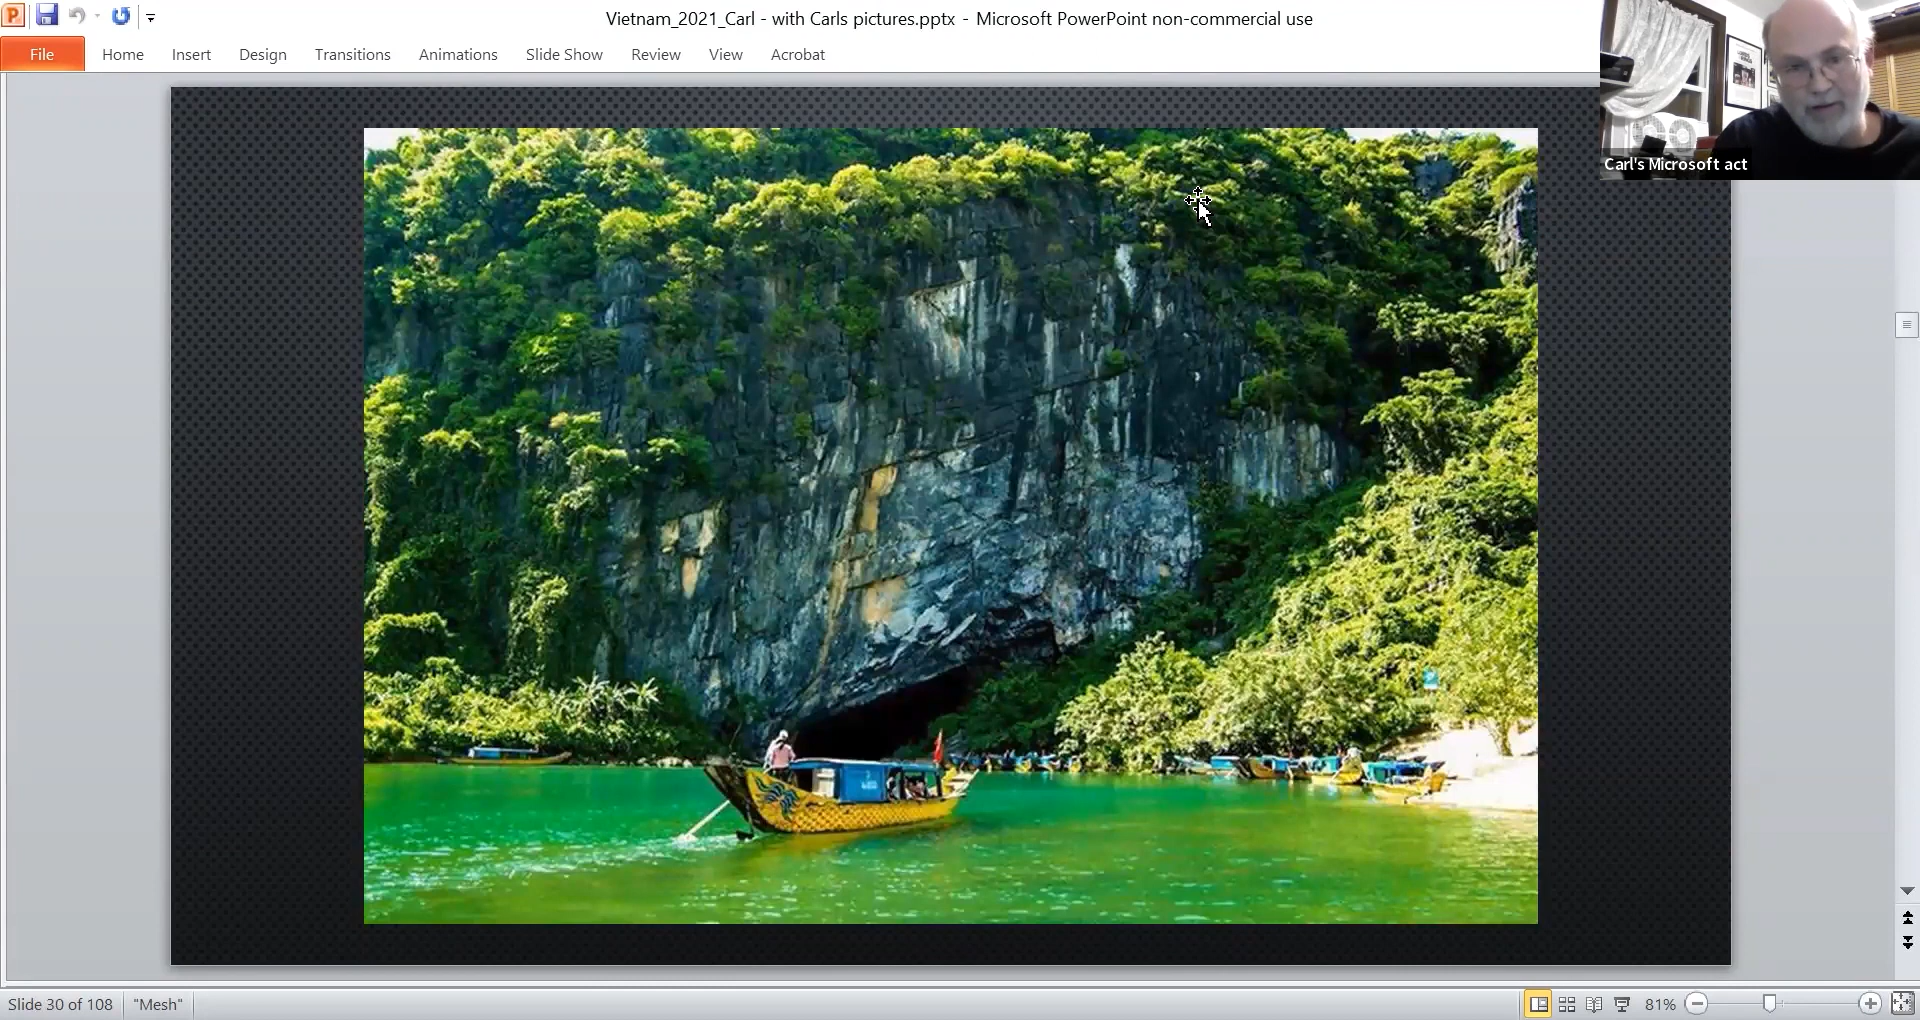 Vietnam_2021_Carl - with Carls pictures.pptx - Microsoft PowerPoint non-commercial use
File Home Insert Design Transitions Animations Slide Show Review View Acrobat
Carl's Microsoft act
Slide 30 of 108 "Mesh" 81%